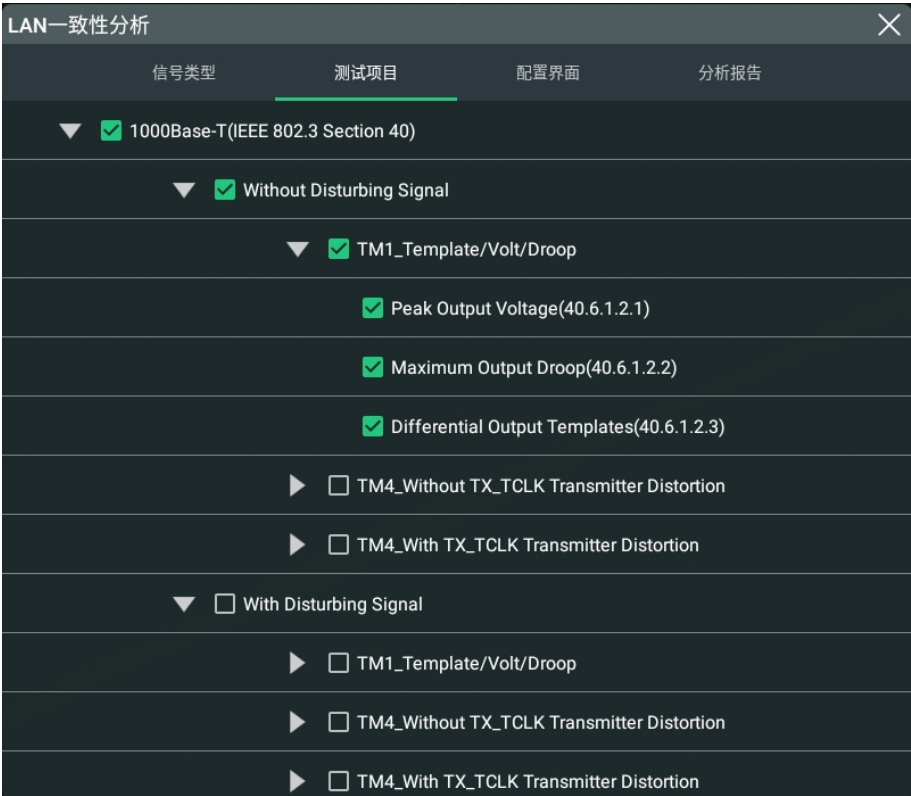 LAN一致性分析
信号类型 测试项目 配置界面 分析报告
1000Base-T(IEEE 802.3 Section 40)
Without Disturbing Signal
TM1_Template/Volt/Droop
Peak Output Voltage(40.6.1.2.1)
Maximum Output Droop(40.6.1.2.2)
Differential Output Templates(40.6.1.2.3)
TM4_Without TX_TCLK Transmitter Distortion
TM4_With TX_TCLK Transmitter Distortion
With Disturbing Signal
TM1_Template/Volt/Droop
TM4_Without TX_TCLK Transmitter Distortion
TM4_With TX_TCLK Transmitter Distortion